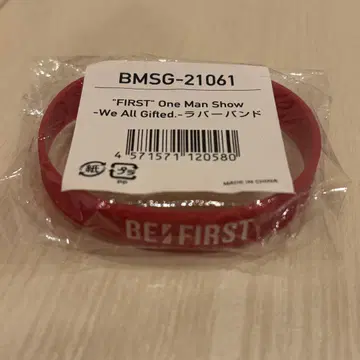 BMSG-21061
"FIRST" One Man Show
-We All Gifted.-ラバーバンド
4 571571 120580
紙
プラ
PP
MADE IN CHINA
BE:FIRST